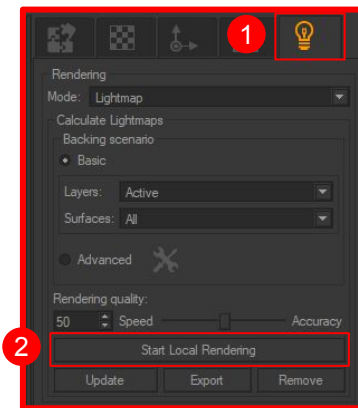 1
Rendering
Mode: Lightmap
Calculate Lightmaps
Backing scenario
Basic
Layers: Active
Surfaces: All
Advanced
Rendering quality:
50 Speed Accuracy
2 Start Local Rendering
Update Export Remove